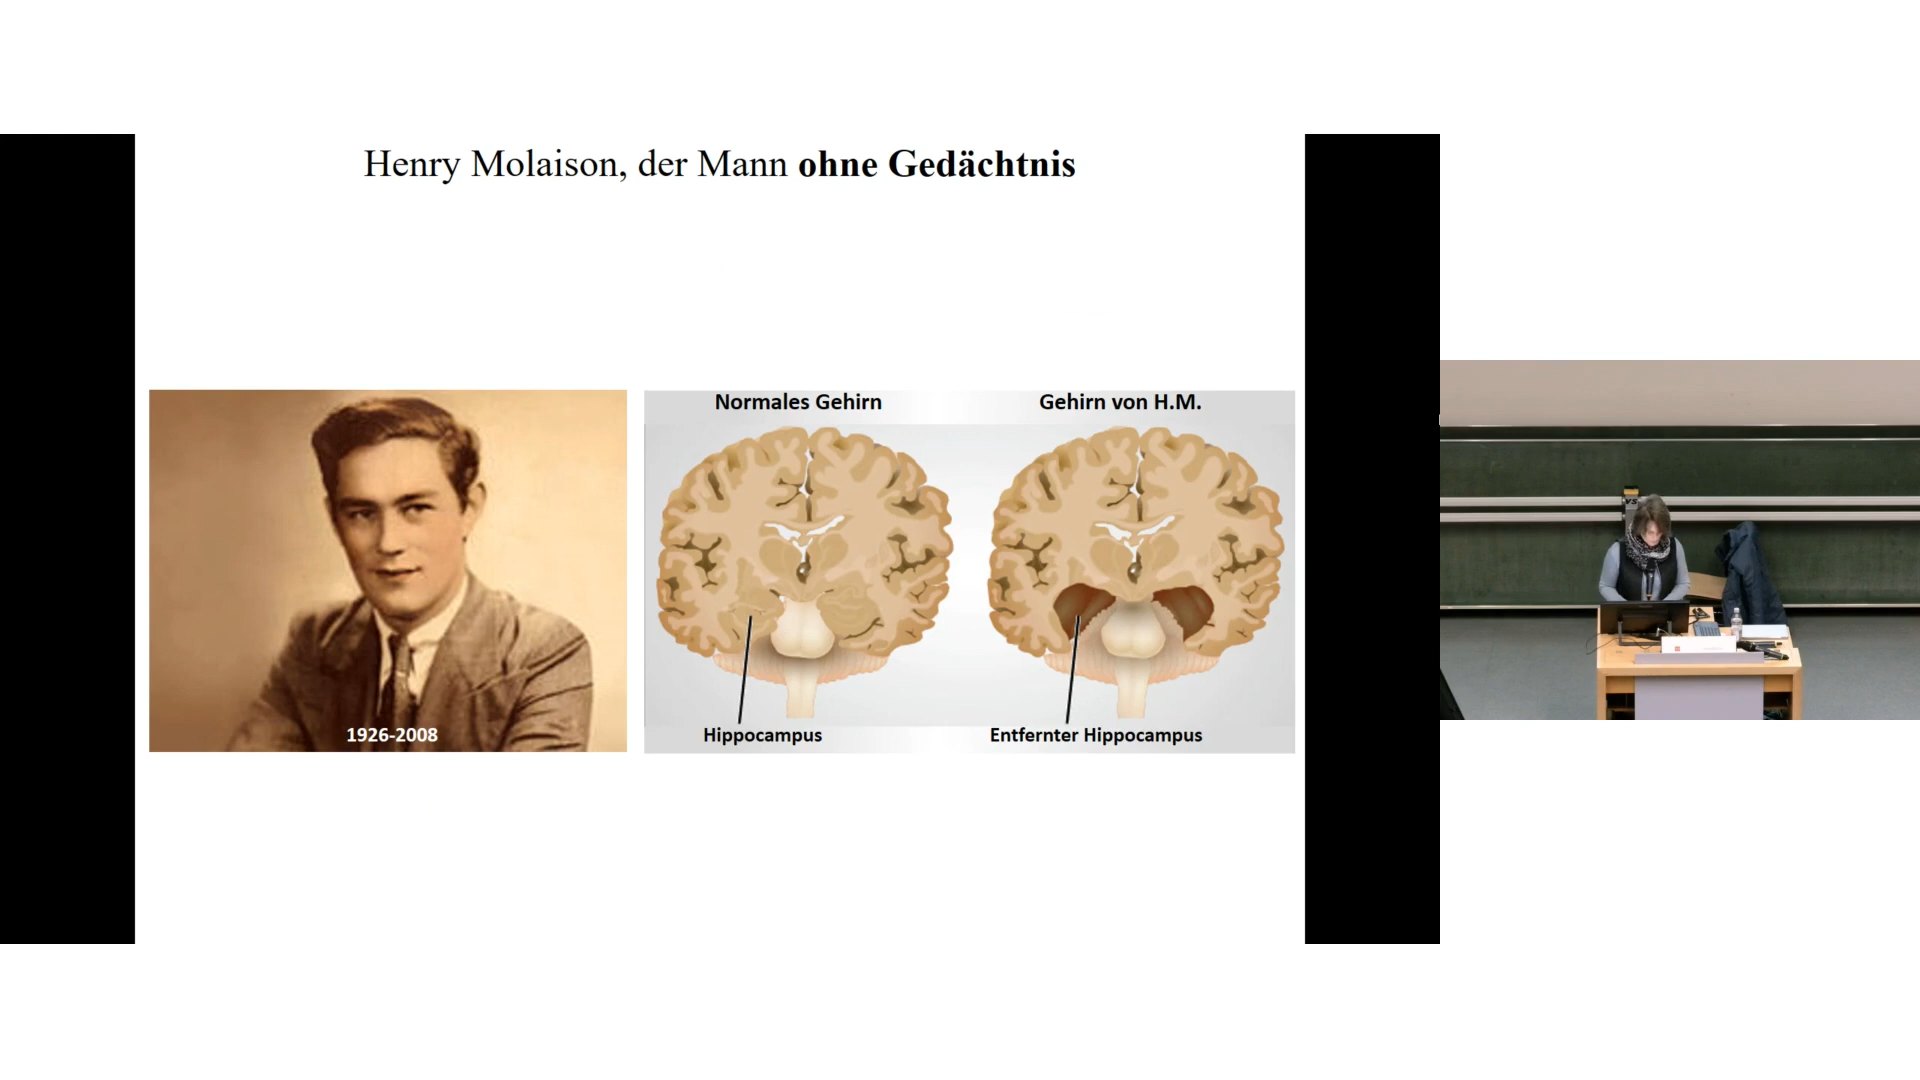 Henry Molaison, der Mann ohne Gedächtnis
Normales Gehirn
Gehirn von H.M.
1926-2008
Hippocampus
Entfernter Hippocampus